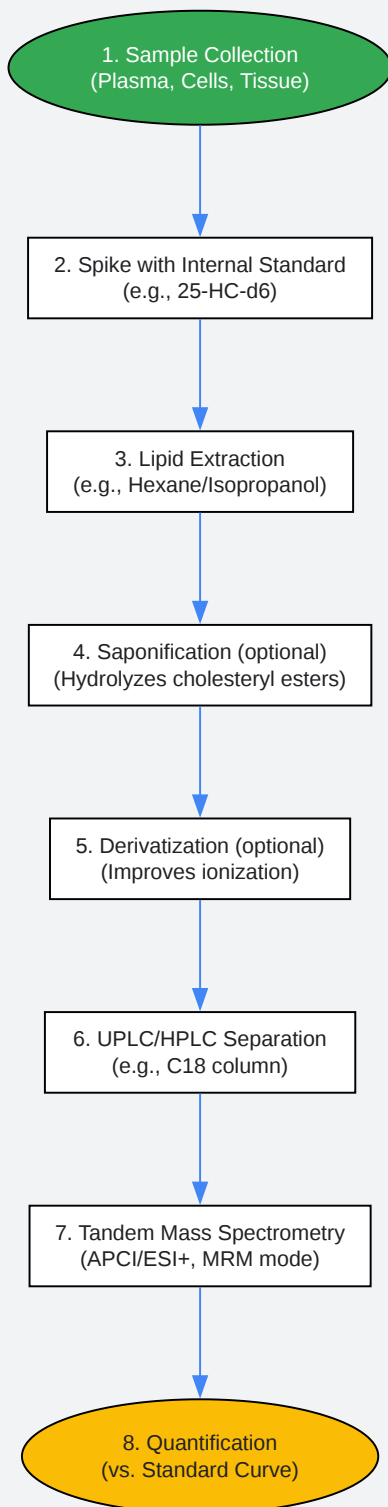 1. Sample Collection
(Plasma, Cells, Tissue)
2. Spike with Internal Standard
(e.g., 25-HC-d6)
3. Lipid Extraction
(e.g., Hexane/Isopropanol)
4. Saponification (optional)
(Hydrolyzes cholesteryl esters)
5. Derivatization (optional)
(Improves ionization)
6. UPLC/HPLC Separation
(e.g., C18 column)
7. Tandem Mass Spectrometry
(APCI/ESI+, MRM mode)
8. Quantification
(vs. Standard Curve)